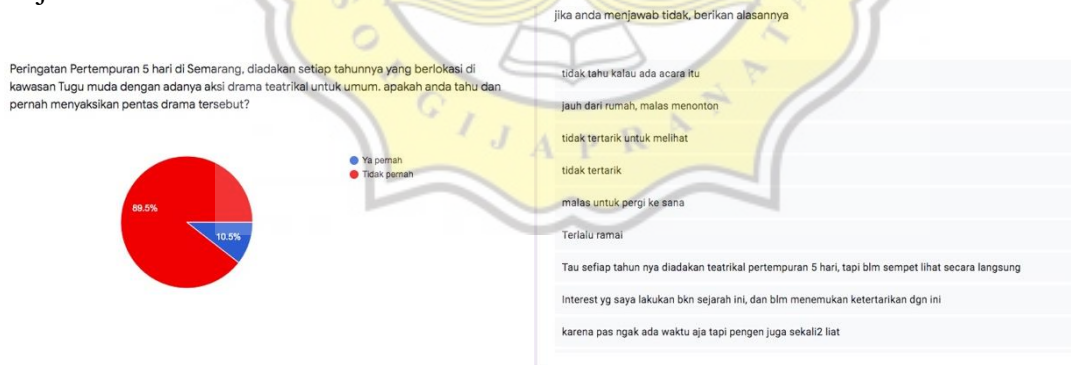 Peringatan Pertempuran 5 hari di Semarang, diadakan setiap tahunnya yang berlokasi di
kawasan Tugu muda dengan adanya aksi drama teatrikal untuk umum. apakah anda tahu dan
pernah menyaksikan pentas drama tersebut?
Ya pernah
Tidak pernah
89.5%
10.5%
jika anda menjawab tidak, berikan alasannya
tidak tahu kalau ada acara itu
jauh dari rumah, malas menonton
tidak tertarik untuk melihat
tidak tertarik
malas untuk pergi ke sana
Terlalu ramai
Tau sefiap tahun nya diadakan teatrikal pertempuran 5 hari, tapi blm sempet lihat secara langsung
Interest yg saya lakukan bkn sejarah ini, dan blm menemukan ketertarikan dgn ini
karena pas ngak ada waktu aja tapi pengen juga sekali2 liat
GIJAPRANATA